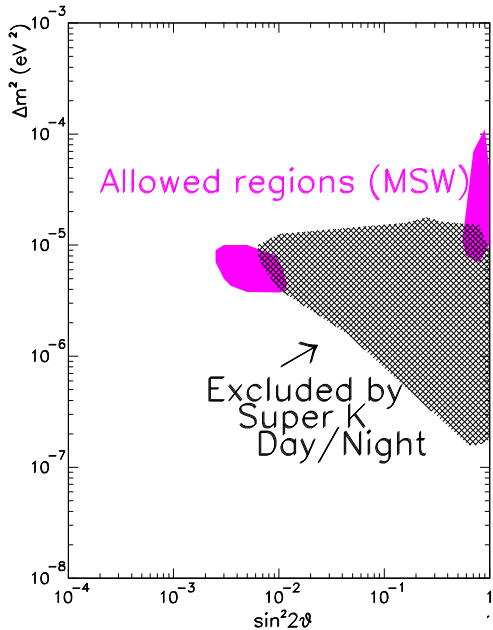 10⁻³
Δm² (eV²)
10⁻⁴
Allowed regions (MSW)
10⁻⁵
10⁻⁶
Excluded by
Super K
Day/Night
10⁻⁷
10⁻⁸
10⁻⁴ 10⁻³ 10⁻² 10⁻¹ 1
sin²2ϑ